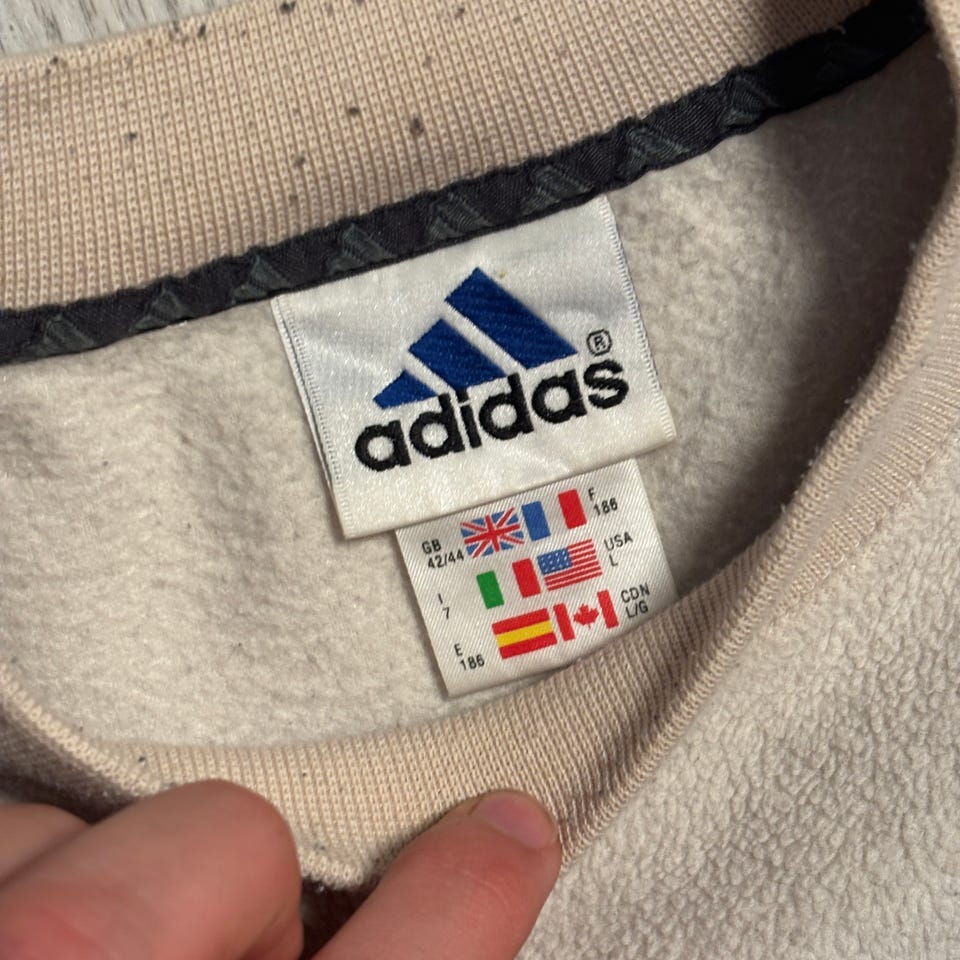 adidas®
GB
42/44
F
186
I
7
USA
L
E
186
CDN
L/G